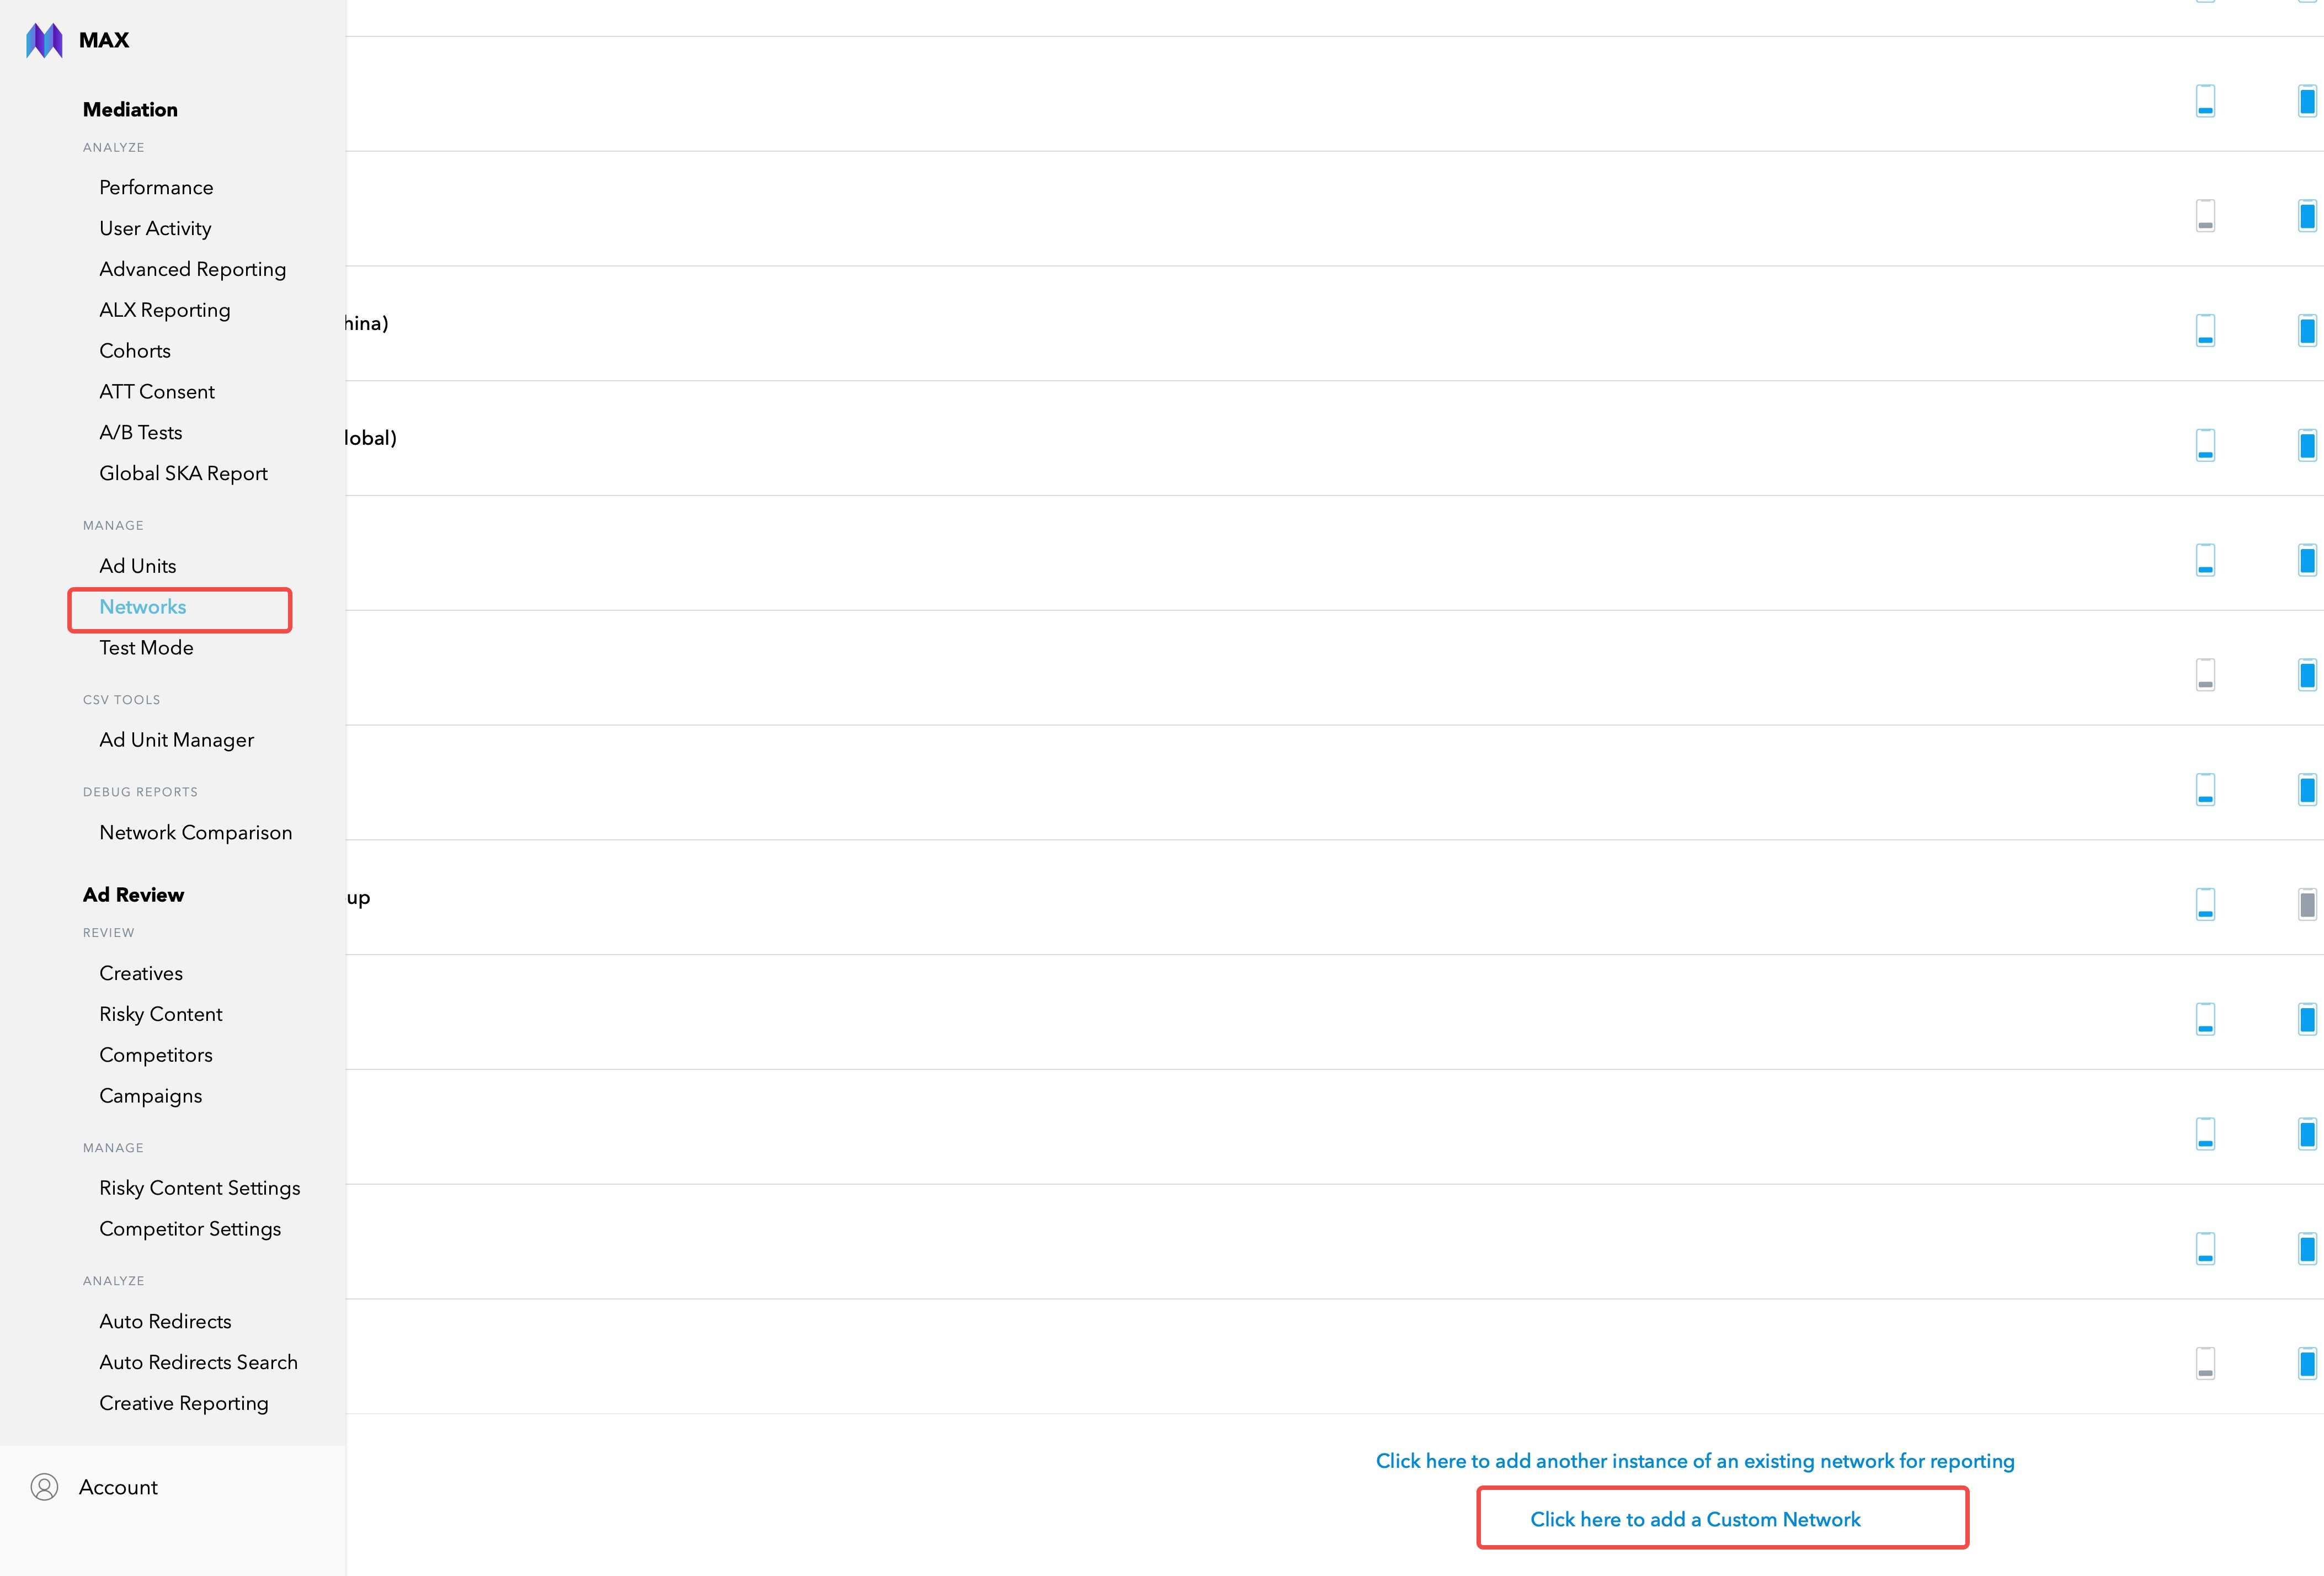 MAX
Mediation
ANALYZE
Performance
User Activity
Advanced Reporting
ALX Reporting
Cohorts
ATT Consent
A/B Tests
Global SKA Report
MANAGE
Ad Units
Networks
Test Mode
CSV TOOLS
Ad Unit Manager
DEBUG REPORTS
Network Comparison
Ad Review
REVIEW
Creatives
Risky Content
Competitors
Campaigns
MANAGE
Risky Content Settings
Competitor Settings
ANALYZE
Auto Redirects
Auto Redirects Search
Creative Reporting
Account
hina)
lobal)
up
Click here to add another instance of an existing network for reporting
Click here to add a Custom Network